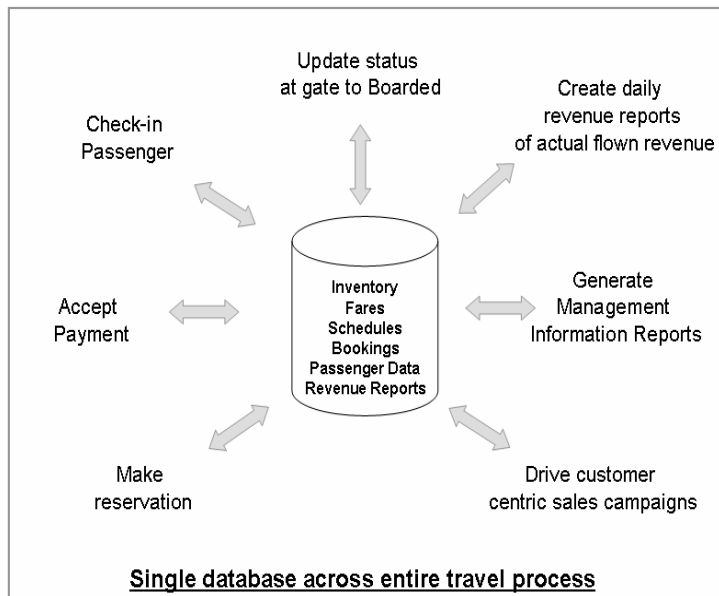 Update status
at gate to Boarded
Create daily
revenue reports
of actual flown revenue
Check-in
Passenger
Inventory
Fares
Schedules
Bookings
Passenger Data
Revenue Reports
Accept
Payment
Generate
Management
Information Reports
Make
reservation
Drive customer
centric sales campaigns
Single database across entire travel process